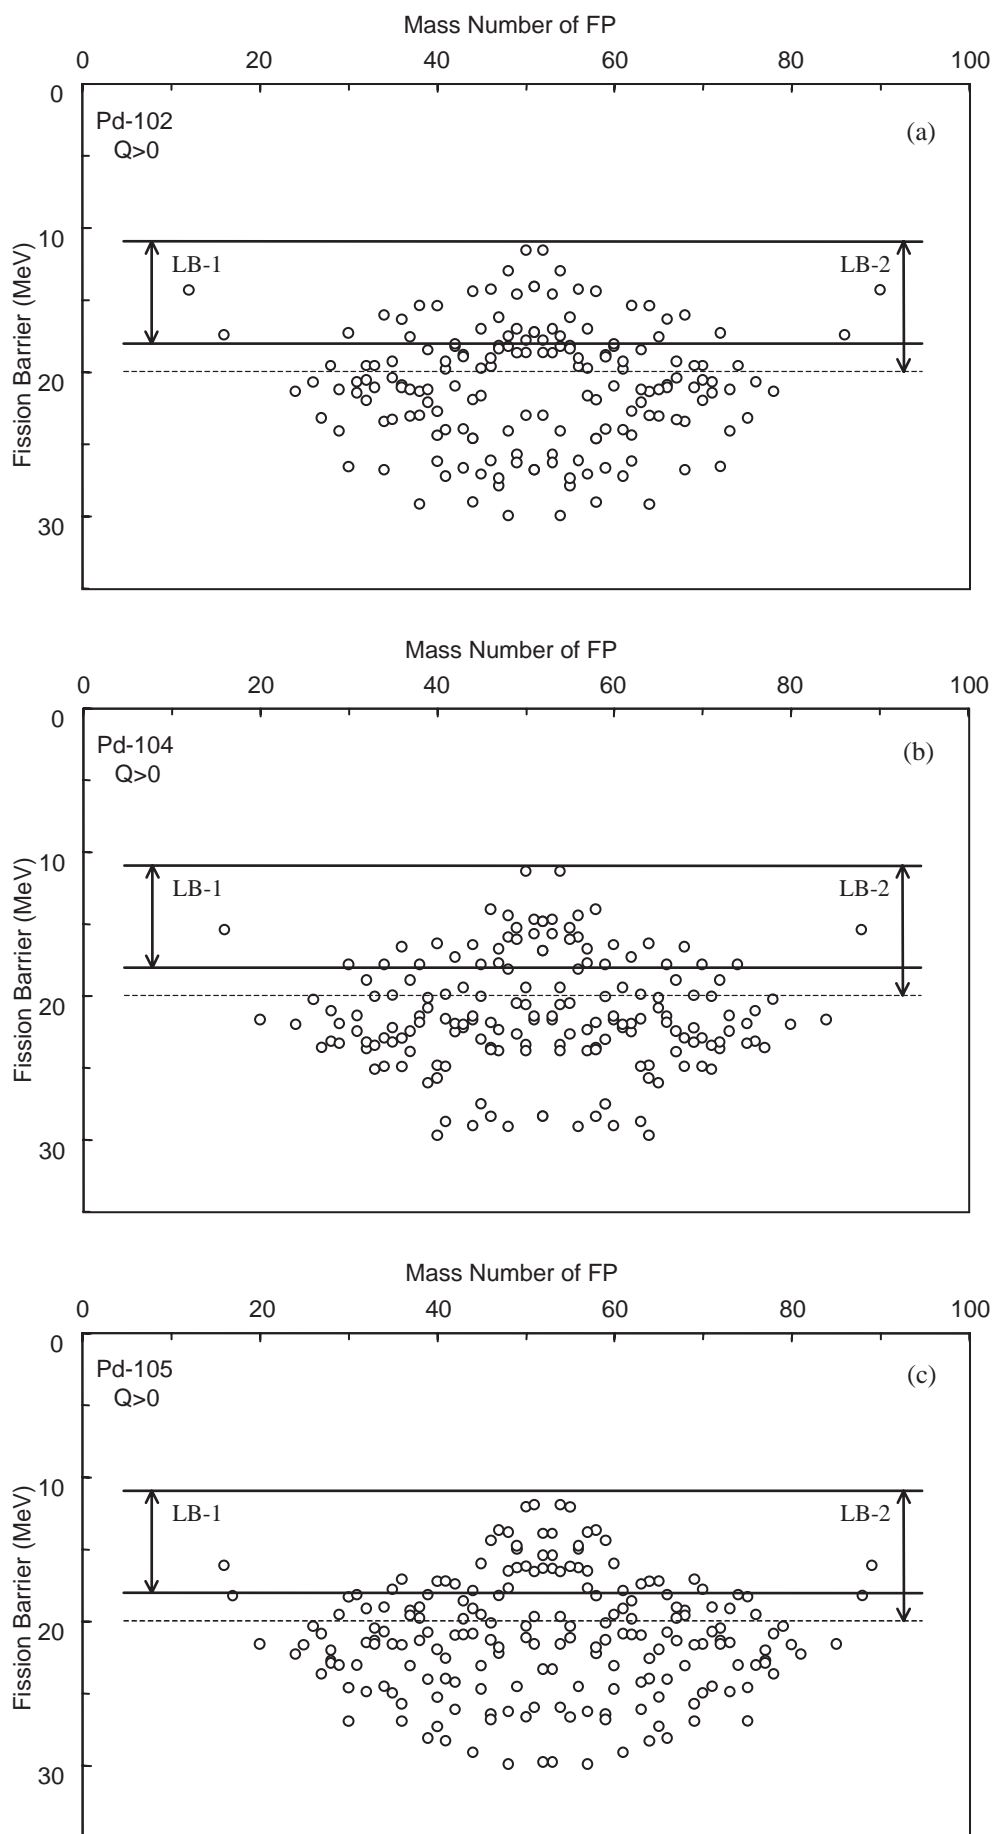 Mass Number of FP
0 20 40 60 80 100
0
Pd-102
Q>0
(a)
10
LB-1
LB-2
20
30
Fission Barrier (MeV)
Mass Number of FP
0 20 40 60 80 100
0
Pd-104
Q>0
(b)
10
LB-1
LB-2
20
30
Fission Barrier (MeV)
Mass Number of FP
0 20 40 60 80 100
0
Pd-105
Q>0
(c)
10
LB-1
LB-2
20
30
Fission Barrier (MeV)